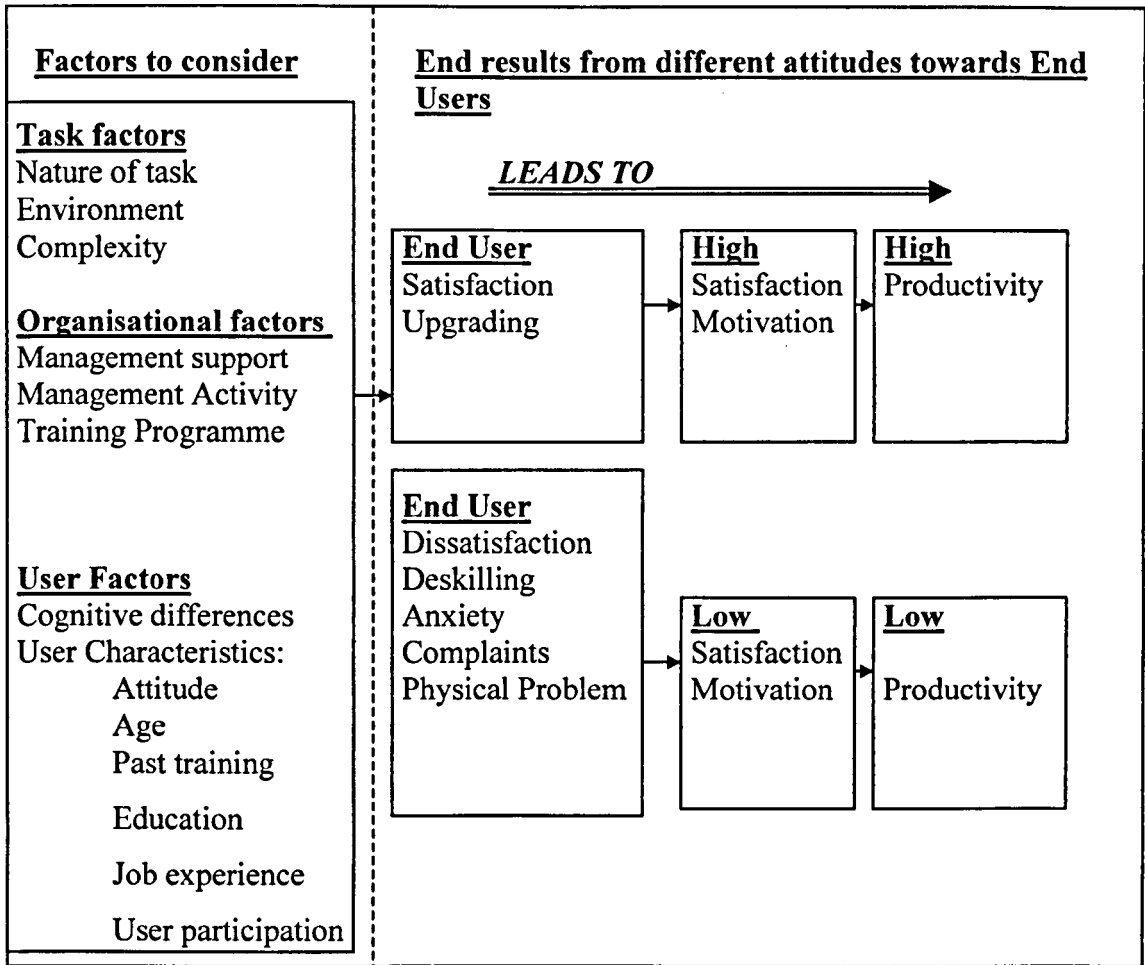 Factors to consider
Task factors
Nature of task
Environment
Complexity
Organisational factors
Management support
Management Activity
Training Programme
User Factors
Cognitive differences
User Characteristics:
Attitude
Age
Past training
Education
Job experience
User participation
End results from different attitudes towards End
Users
LEADS TO
End User
Satisfaction
Upgrading
High
Satisfaction
Motivation
High
Productivity
End User
Dissatisfaction
Deskilling
Anxiety
Complaints
Physical Problem
Low
Satisfaction
Motivation
Low
Productivity